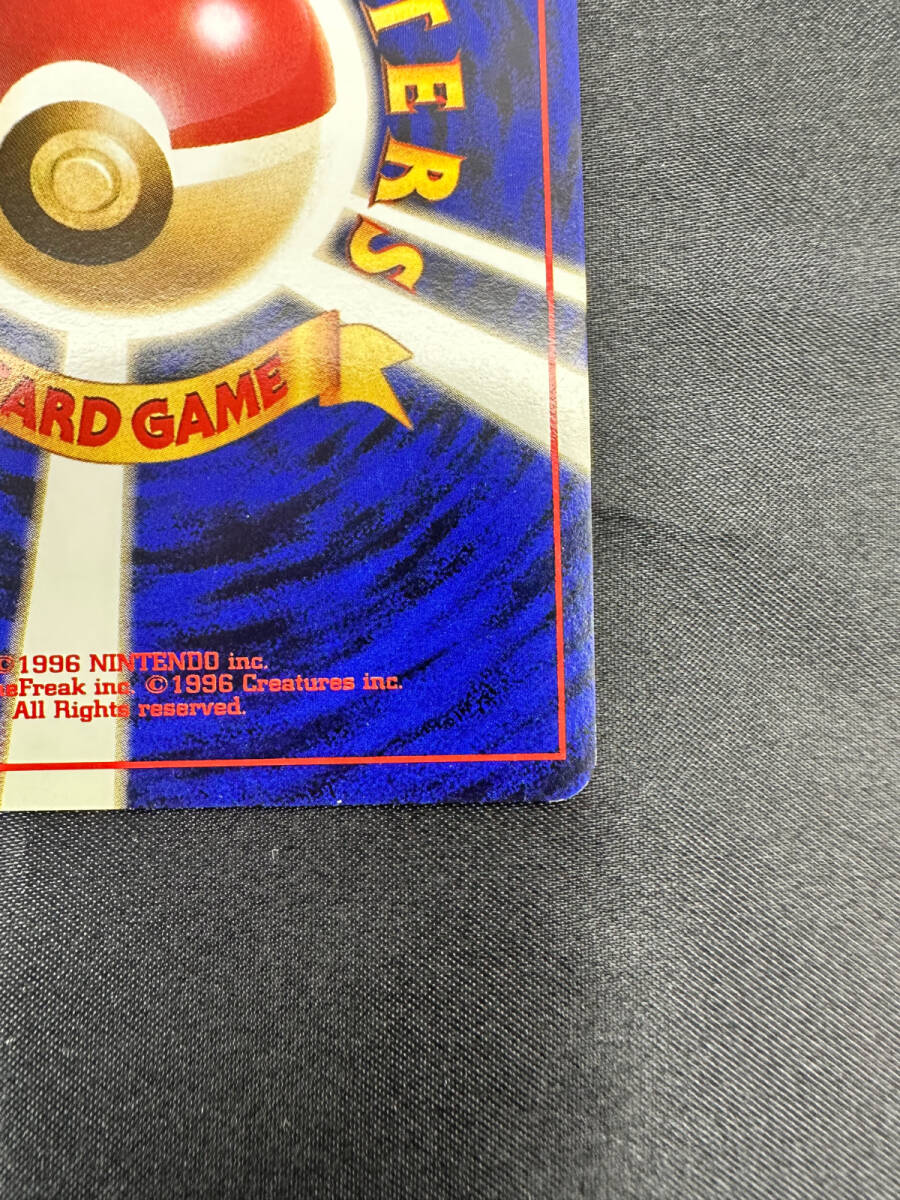 TERS
ARD GAME
©1996 NINTENDO inc.
eFreak inc. ©1996 Creatures inc.
All Rights reserved.